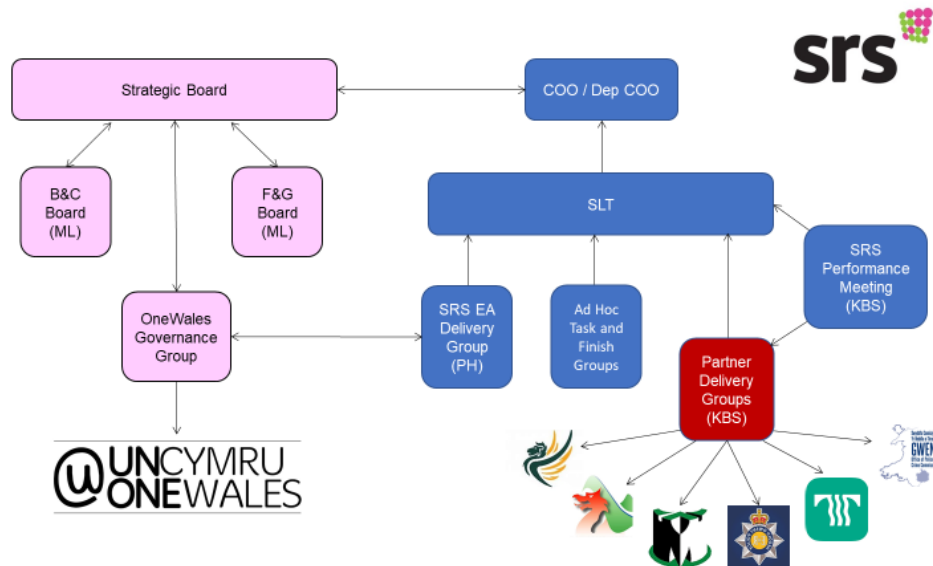 srs
Strategic Board
COO / Dep COO
B&C
Board
(ML)
F&G
Board
(ML)
SLT
SRS
Performance
Meeting
(KBS)
OneWales
Governance
Group
SRS EA
Delivery
Group
(PH)
Ad Hoc
Task and
Finish
Groups
Partner
Delivery
Groups
(KBS)
@UNCYMRU
ONEWALES
GWEN